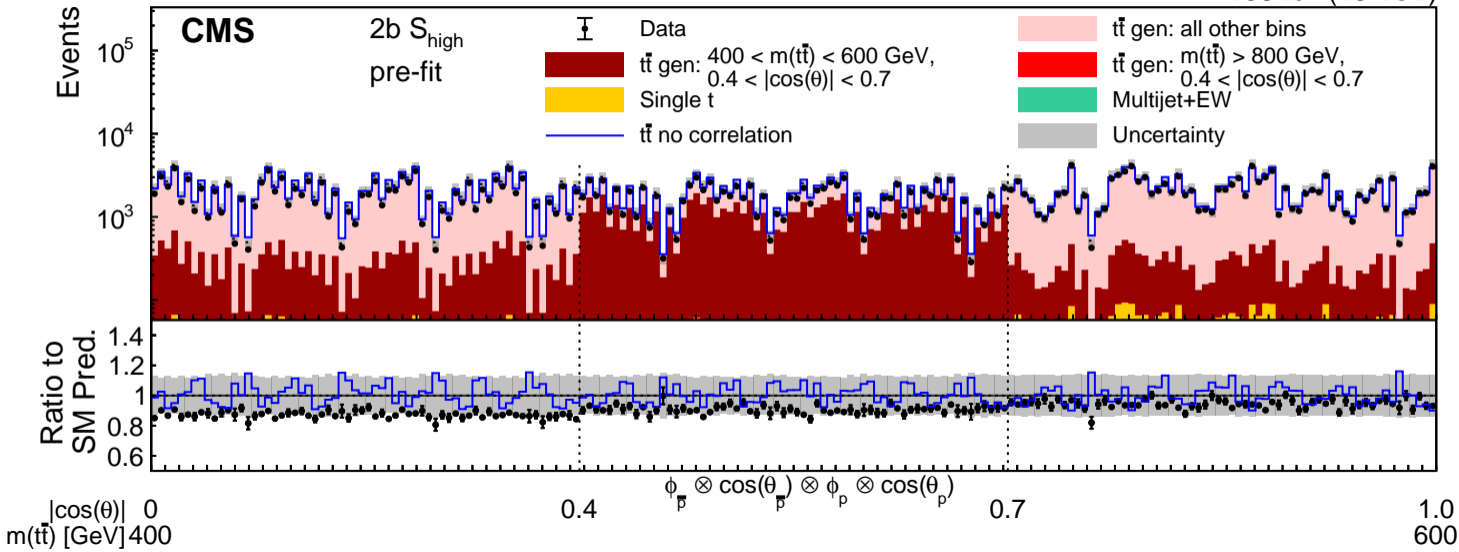 CMS
2b S_high
pre-fit
Data
tt̄ gen: 400 < m(tt̄) < 600 GeV,
0.4 < |cos(θ)| < 0.7
Single t
tt̄ no correlation
tt̄ gen: all other bins
tt̄ gen: m(tt̄) > 800 GeV,
0.4 < |cos(θ)| < 0.7
Multijet+EW
Uncertainty
Events
10^5
10^4
10^3
Ratio to
SM Pred.
1.4
1.2
1
0.8
0.6
ϕ_p̄ ⊗ cos(θ_p̄) ⊗ ϕ_p ⊗ cos(θ_p)
|cos(θ)| 0 0.4 0.7 1.0
m(tt̄) [GeV] 400 600